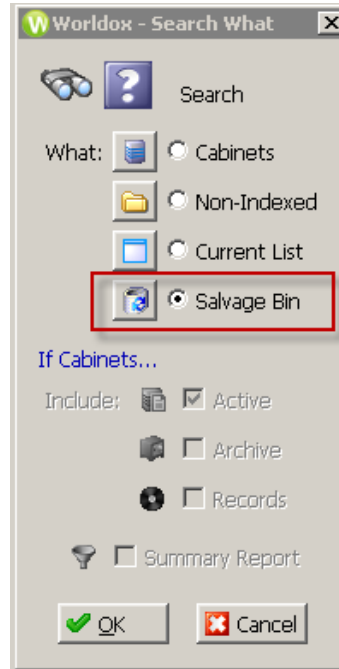 Worldox - Search What
Search
What: Cabinets
Non-Indexed
Current List
Salvage Bin
If Cabinets...
Include: Active
Archive
Records
Summary Report
OK Cancel